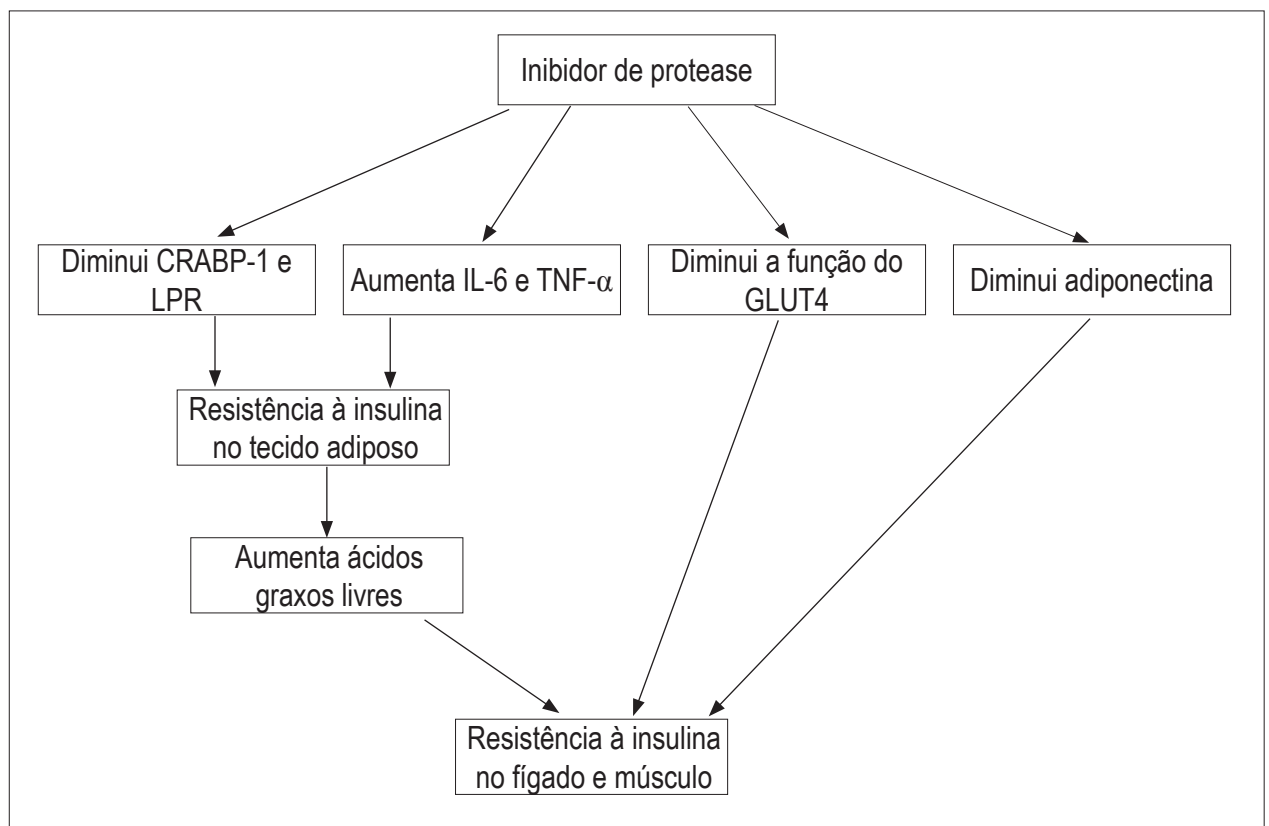 Inibidor de protease
Diminui CRABP-1 e
LPR
Aumenta IL-6 e TNF-α
Diminui a função do
GLUT4
Diminui adiponectina
Resistência à insulina
no tecido adiposo
Aumenta ácidos
graxos livres
Resistência à insulina
no fígado e músculo